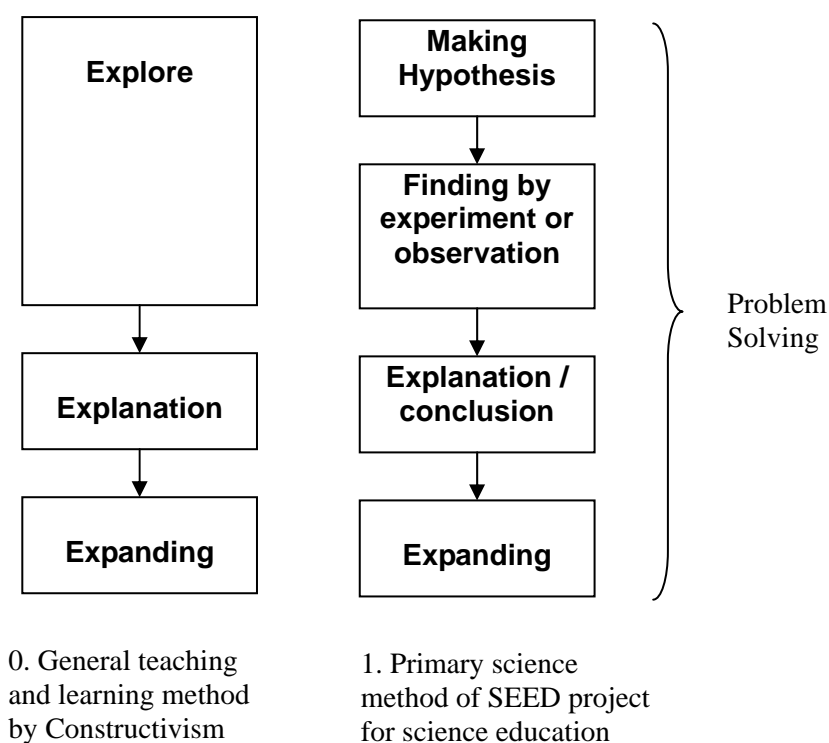 Explore
Explanation
Expanding
0. General teaching
and learning method
by Constructivism
Making
Hypothesis
Finding by
experiment or
observation
Explanation /
conclusion
Expanding
1. Primary science
method of SEED project
for science education
Problem
Solving